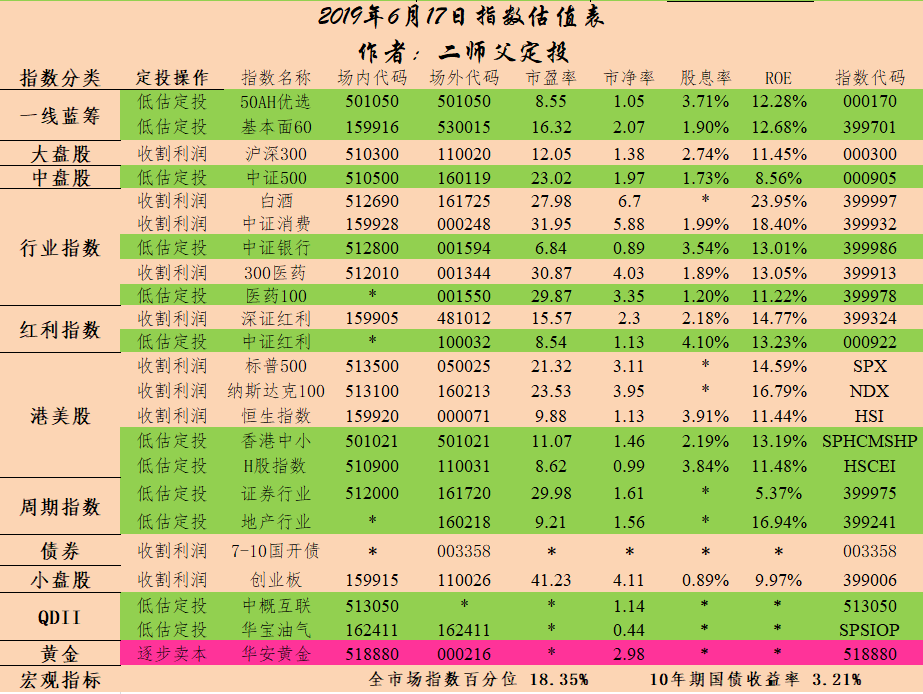 2019年6月17日指数估值表
作者：二师父定投
指数分类 定投操作 指数名称 场内代码 场外代码 市盈率 市净率 股息率 ROE 指数代码
一线蓝筹 低估定投 50AH优选 501050 501050 8.55 1.05 3.71% 12.28% 000170
低估定投 基本面60 159916 530015 16.32 2.07 1.90% 12.68% 399701
大盘股 收割利润 沪深300 510300 110020 12.05 1.38 2.74% 11.45% 000300
中盘股 低估定投 中证500 510500 160119 23.02 1.97 1.73% 8.56% 000905
行业指数 收割利润 白酒 512690 161725 27.98 6.7 * 23.95% 399997
收割利润 中证消费 159928 000248 31.95 5.88 1.99% 18.40% 399932
低估定投 中证银行 512800 001594 6.84 0.89 3.54% 13.01% 399986
收割利润 300医药 512010 001344 30.87 4.03 1.89% 13.05% 399913
低估定投 医药100 * 001550 29.87 3.35 1.20% 11.22% 399978
红利指数 收割利润 深证红利 159905 481012 15.57 2.3 2.18% 14.77% 399324
低估定投 中证红利 * 100032 8.54 1.13 4.10% 13.23% 000922
港美股 收割利润 标普500 513500 050025 21.32 3.11 * 14.59% SPX
收割利润 纳斯达克100 513100 160213 23.53 3.95 * 16.79% NDX
收割利润 恒生指数 159920 000071 9.88 1.13 3.91% 11.44% HSI
低估定投 香港中小 501021 501021 11.07 1.46 2.19% 13.19% SPHCMSHP
低估定投 H股指数 510900 110031 8.62 0.99 3.84% 11.48% HSCEI
周期指数 低估定投 证券行业 512000 161720 29.98 1.61 * 5.37% 399975
低估定投 地产行业 * 160218 9.21 1.56 * 16.94% 399241
债券 收割利润 7-10国开债 * 003358 * * * * 003358
小盘股 收割利润 创业板 159915 110026 41.23 4.11 0.89% 9.97% 399006
QDII 低估定投 中概互联 513050 * * 1.14 * * 513050
低估定投 华宝油气 162411 162411 * 0.44 * * SPSIOP
黄金 逐步卖本 华安黄金 518880 000216 * 2.98 * * 518880
宏观指标 全市场指数百分位 18.35% 10年期国债收益率 3.21%